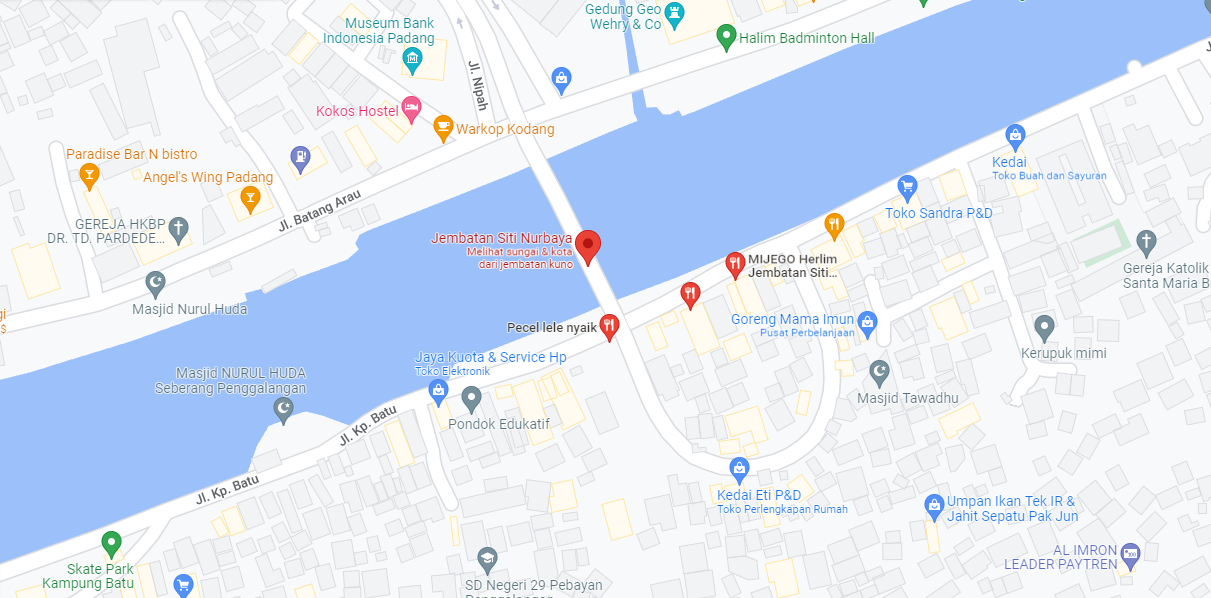 Gedung Geo
Wehry & Co
Museum Bank
Indonesia Padang
Halim Badminton Hall
Jl. Nipah
Kokos Hostel
Warkop Kodang
Paradise Bar N bistro
Angel's Wing Padang
Kedai
Toko Buah dan Sayuran
Jl. Batang Arau
Toko Sandra P&D
GEREJA HKBP
DR. TD. PARDEDE...
Jembatan Siti Nurbaya
Melihat sungai & kota
dari jembatan kuno
MIJEGO Herlim
Jembatan Siti...
Gereja Katolik
Santa Maria B
Masjid Nurul Huda
Goreng Mama Imun
Pusat Perbelanjaan
Pecel lele nyaik
Kerupuk mimi
Jaya Kuota & Service Hp
Toko Elektronik
Masjid NURUL HUDA
Seberang Penggalangan
Masjid Tawadhu
Jl. Kp. Batu
Pondok Edukatif
Jl. Kp. Batu
Kedai Eti P&D
Toko Perlengkapan Rumah
Umpan Ikan Tek IR &
Jahit Sepatu Pak Jun
AL IMRON
LEADER PAYTREN
Skate Park
Kampung Batu
SD Negeri 29 Pebayan